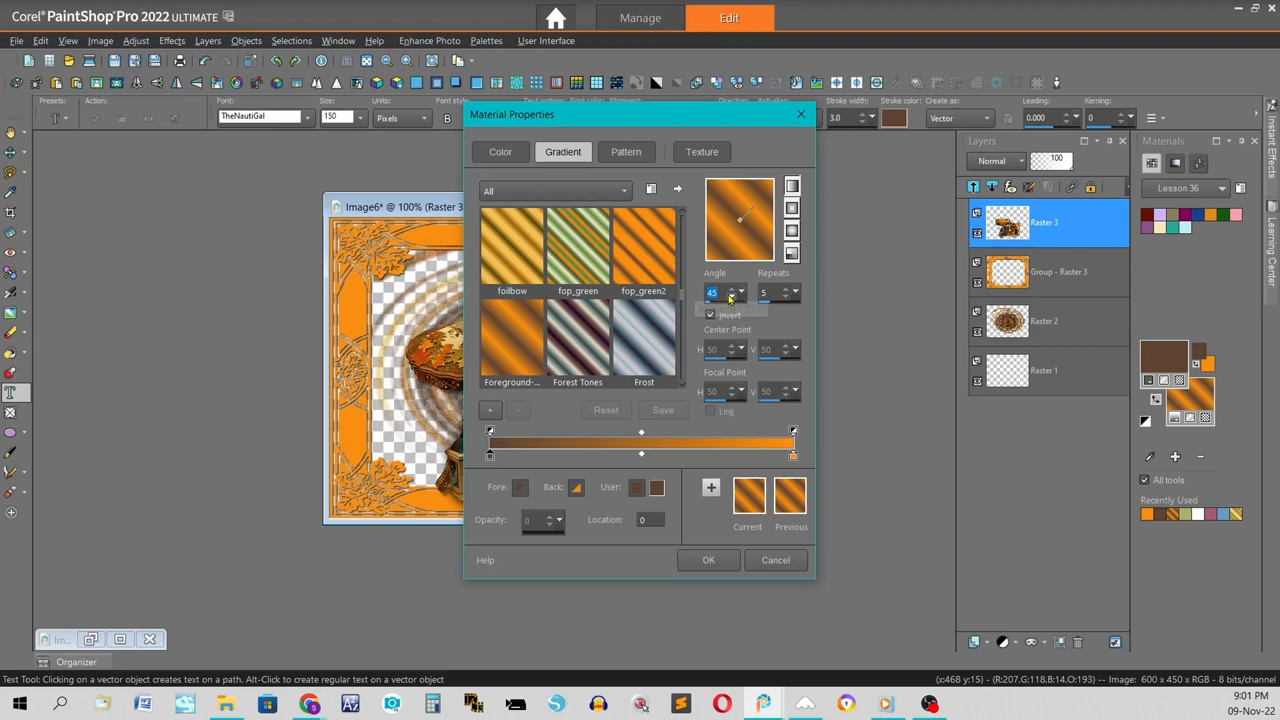 Corel PaintShop Pro 2022 ULTIMATE
Manage
Edit
File Edit View Image Adjust Effects Layers Objects Selections Window Help Enhance Photo Palettes User Interface
Presets:
Action:
Font:
Size:
Units:
Font style:
Stroke width:
Stroke color:
Create as:
Leading:
Kerning:
TheNautiGal
150
Pixels
B
3.0
Vector
0.000
0
Image6* @ 100% (Raster 3
Material Properties
Color
Gradient
Pattern
Texture
All
foilbow
fop_green
fop_green2
Foreground-...
Forest Tones
Frost
Angle
Repeats
45
5
Invert
Center Point
H 50
V 50
Focal Point
H 50
V 50
Link
Reset
Save
Fore:
Back:
User:
Opacity: 0
Location: 0
Current
Previous
Help
OK
Cancel
Layers
Normal
100
Raster 3
Group - Raster 3
Raster 2
Raster 1
Materials
Lesson 36
All tools
Recently Used
Instant Effects
Learning Center
Im...
Organizer
Text Tool: Clicking on a vector object creates text on a path. Alt-Click to create regular text on a vector object
(x:468 y:15) -- (R:207,G:118,B:14,O:193) -- Image: 600 x 450 x RGB - 8 bits/channel
9:01 PM
09-Nov-22